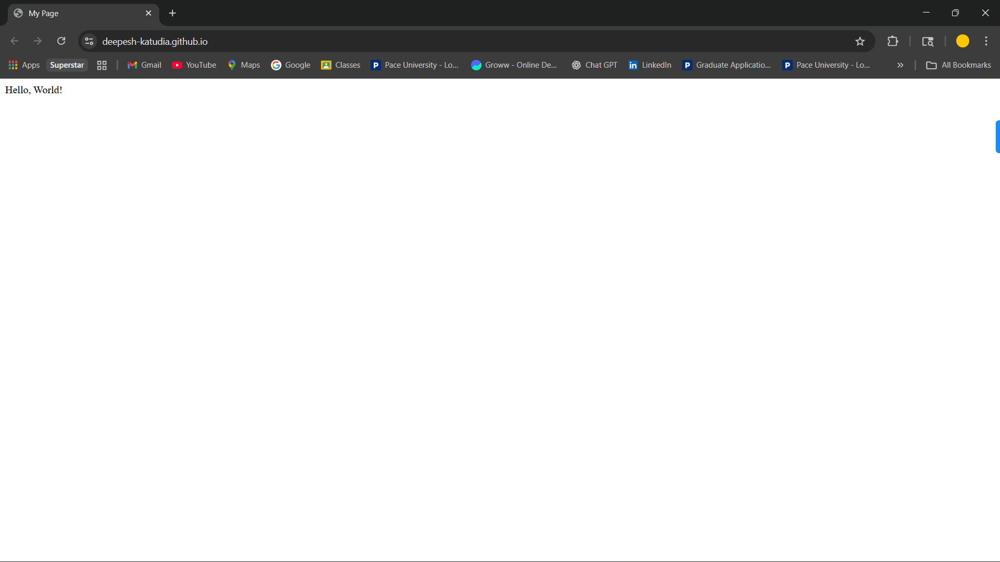 My Page
deepesh-katudia.github.io
Apps Superstar Gmail YouTube Maps Google Classes P Pace University - Lo... Groww - Online De... Chat GPT in LinkedIn P Graduate Applicatio... P Pace University - Lo... All Bookmarks
Hello, World!